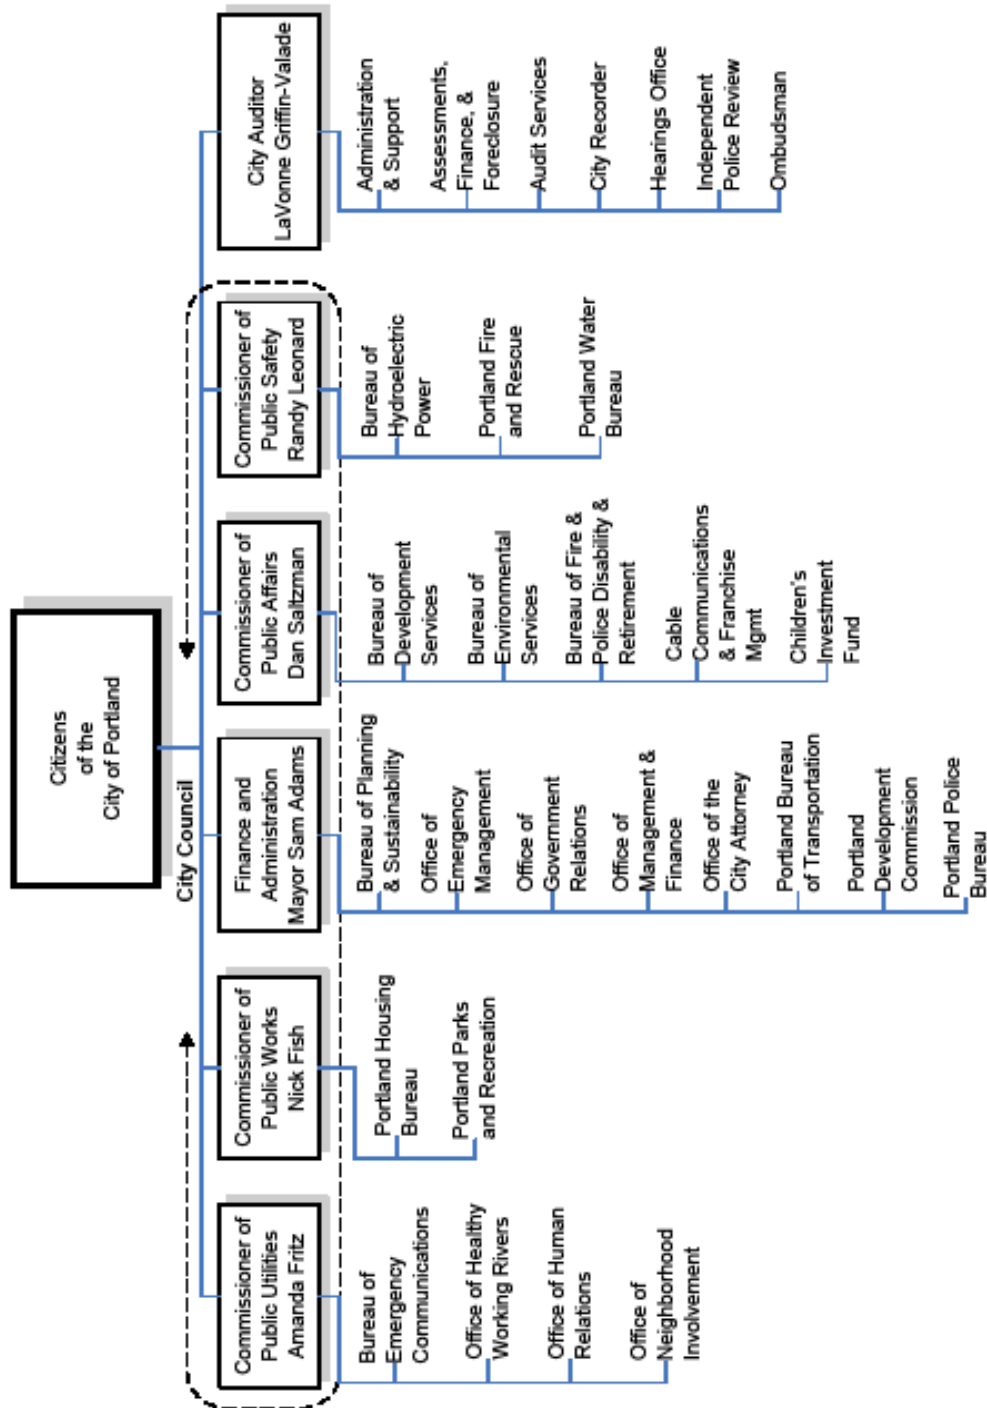 Citizens
of the
City of Portland
City Council
Commissioner of
Public Utilities
Amanda Fritz
Bureau of
Emergency
Communications
Office of Healthy
Working Rivers
Office of Human
Relations
Office of
Neighborhood
Involvement
Commissioner of
Public Works
Nick Fish
Portland Housing
Bureau
Portland Parks
and Recreation
Finance and
Administration
Mayor Sam Adams
Bureau of Planning
& Sustainability
Office of
Emergency
Management
Office of
Government
Relations
Office of
Management &
Finance
Office of the
City Attorney
Portland Bureau
of Transportation
Portland
Development
Commission
Portland Police
Bureau
Commissioner of
Public Affairs
Dan Saltzman
Bureau of
Development
Services
Bureau of
Environmental
Services
Bureau of Fire &
Police Disability &
Retirement
Cable
Communications
& Franchise
Mgmt
Children's
Investment
Fund
Commissioner of
Public Safety
Randy Leonard
Bureau of
Hydroelectric
Power
Portland Fire
and Rescue
Portland Water
Bureau
City Auditor
LaVonne Griffin-Valade
Administration
& Support
Assessments,
Finance, &
Foreclosure
Audit Services
City Recorder
Hearings Office
Independent
Police Review
Ombudsman